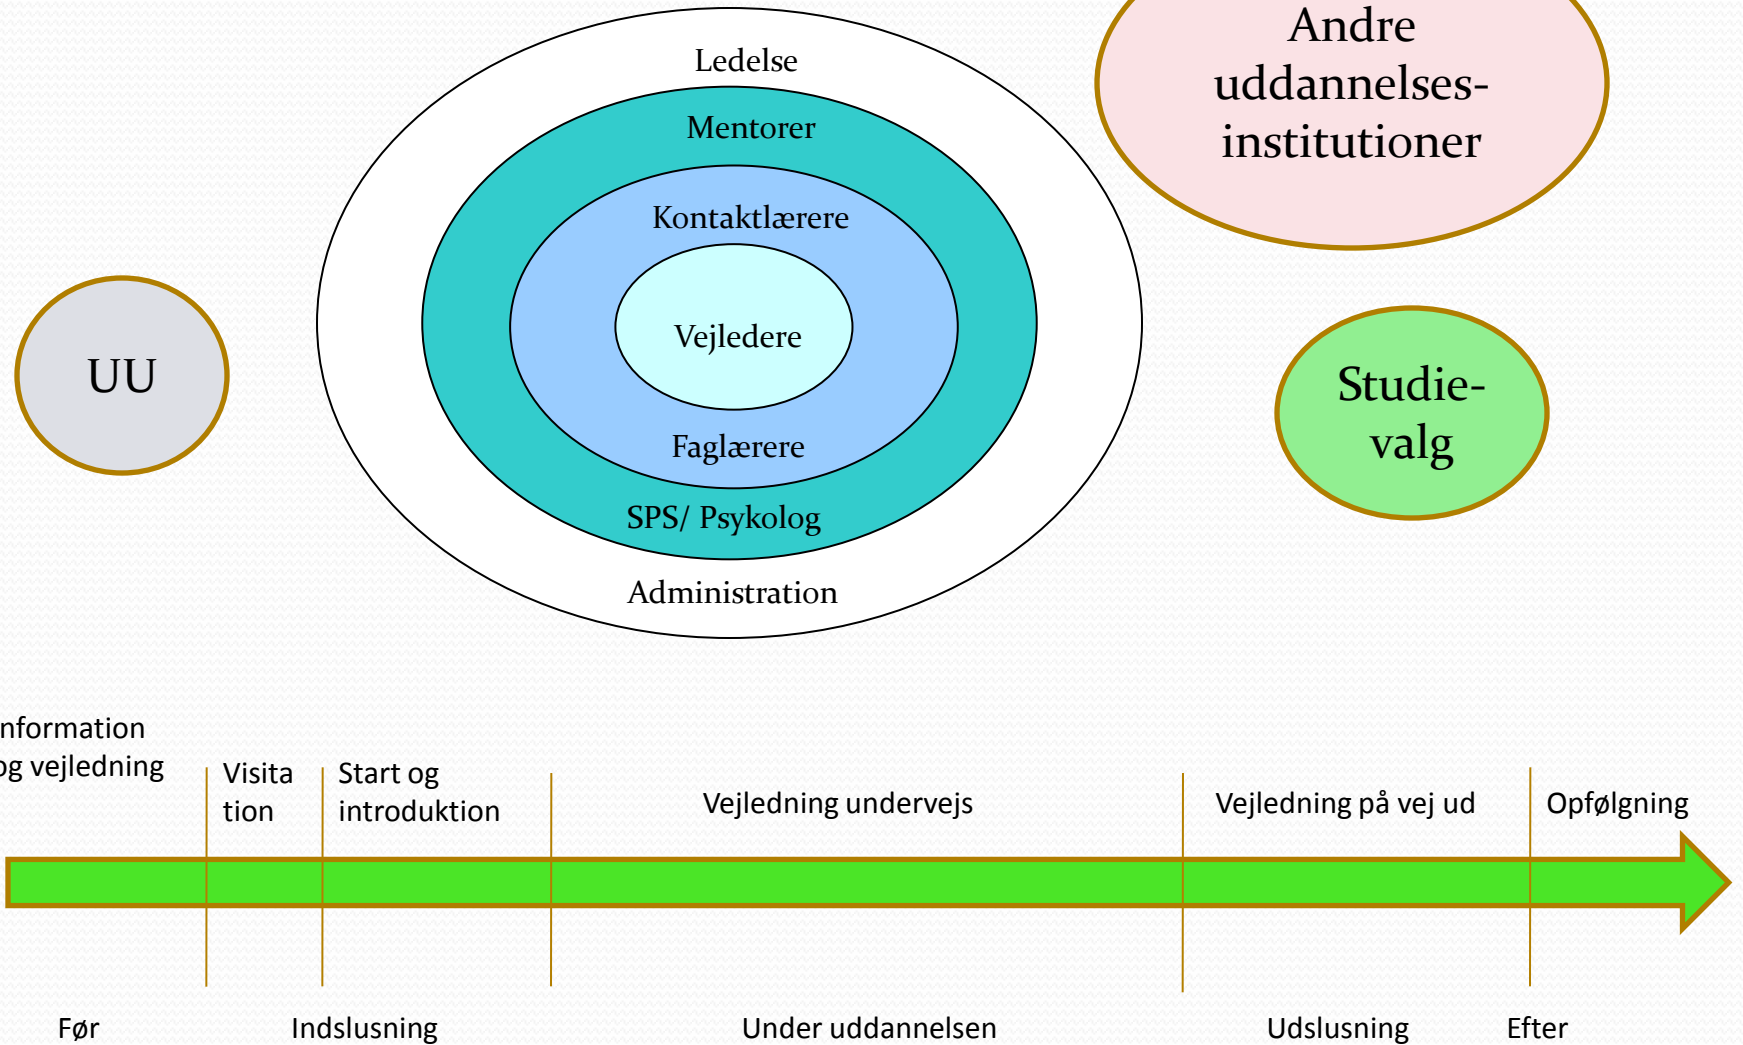 Andre
uddannelses-
institutioner
Ledelse
Mentorer
Kontaktlærere
Vejledere
Faglærere
SPS/ Psykolog
Administration
UU
Studie-
valg
nformation
og vejledning
Visita
tion
Start og
introduktion
Vejledning undervejs
Vejledning på vej ud
Opfølgning
Før
Indslusning
Under uddannelsen
Udslusning
Efter